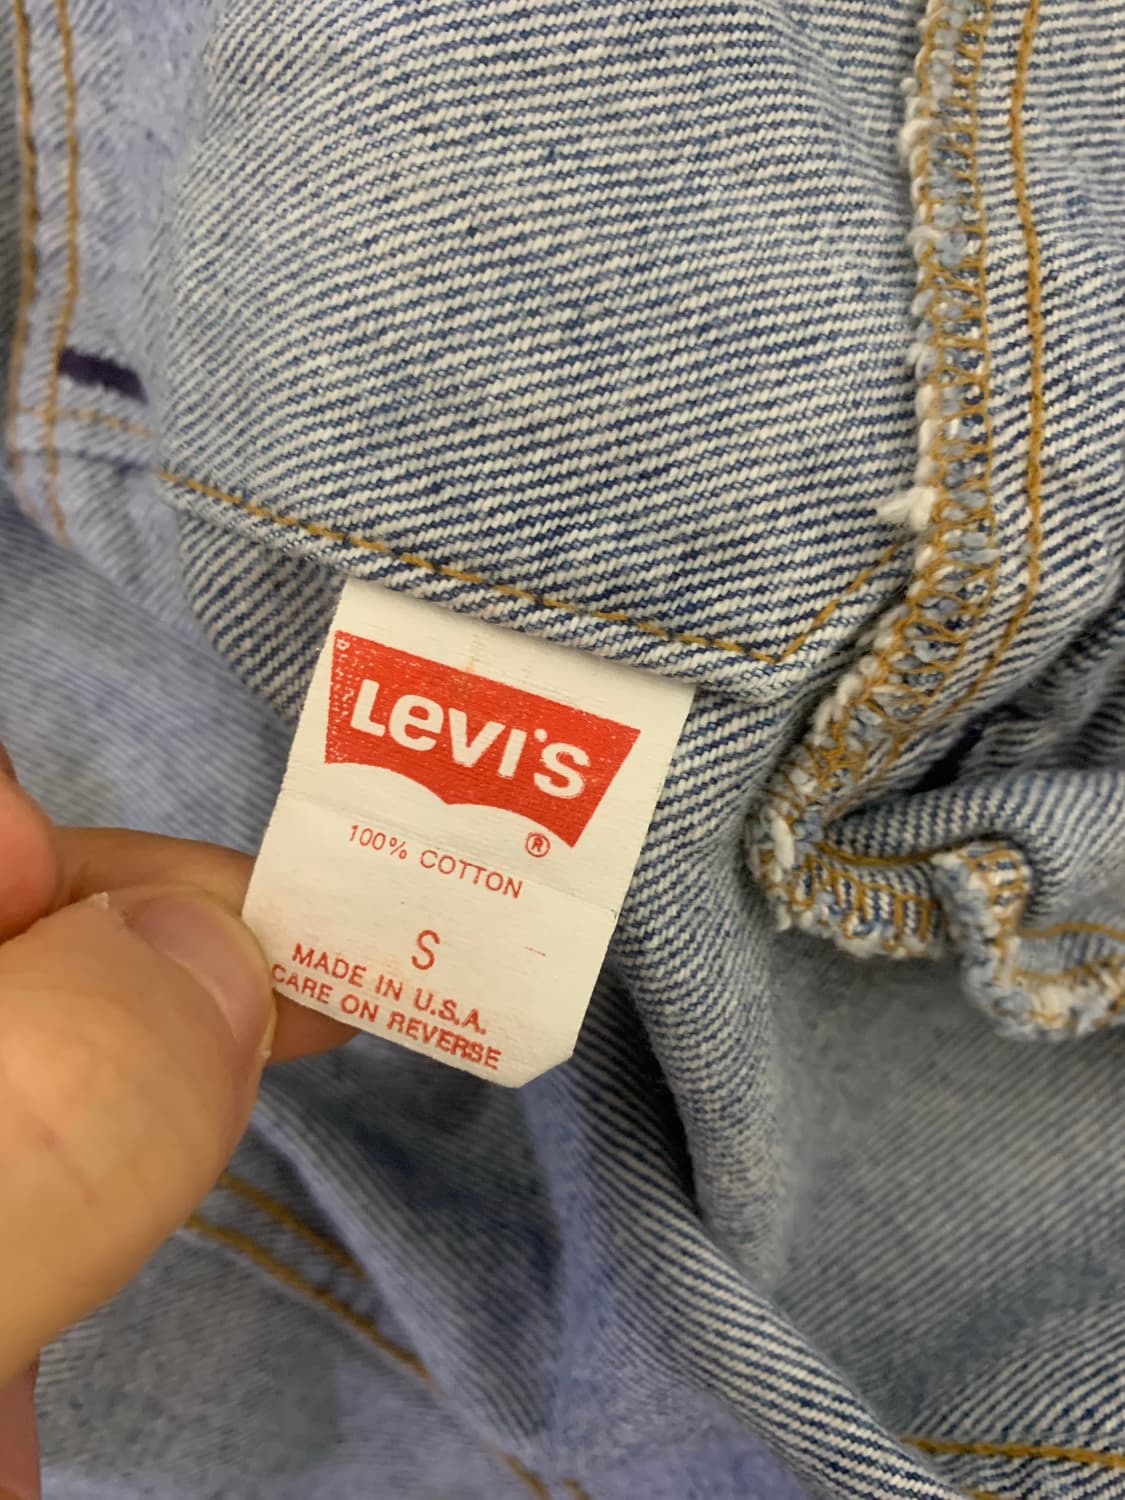 LEVI'S
®
100% COTTON
S
MADE IN U.S.A.
CARE ON REVERSE